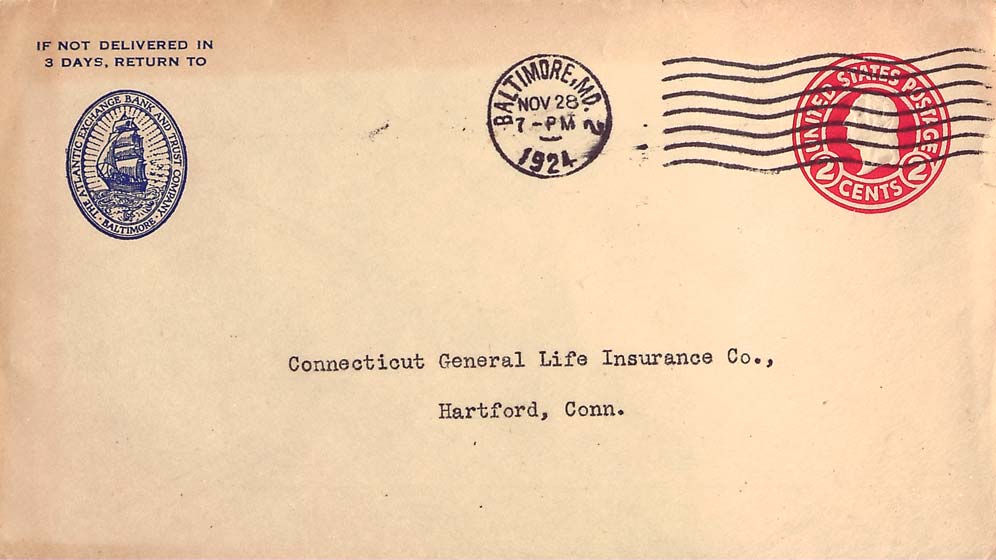 IF NOT DELIVERED IN
3 DAYS, RETURN TO
THE ATLANTIC EXCHANGE BANK AND TRUST COMPANY.
· BALTIMORE ·
BALTIMORE, MD. 2
NOV 28
7-PM
1924
UNITED STATES POSTAGE
2 CENTS 2
Connecticut General Life Insurance Co.,
Hartford, Conn.